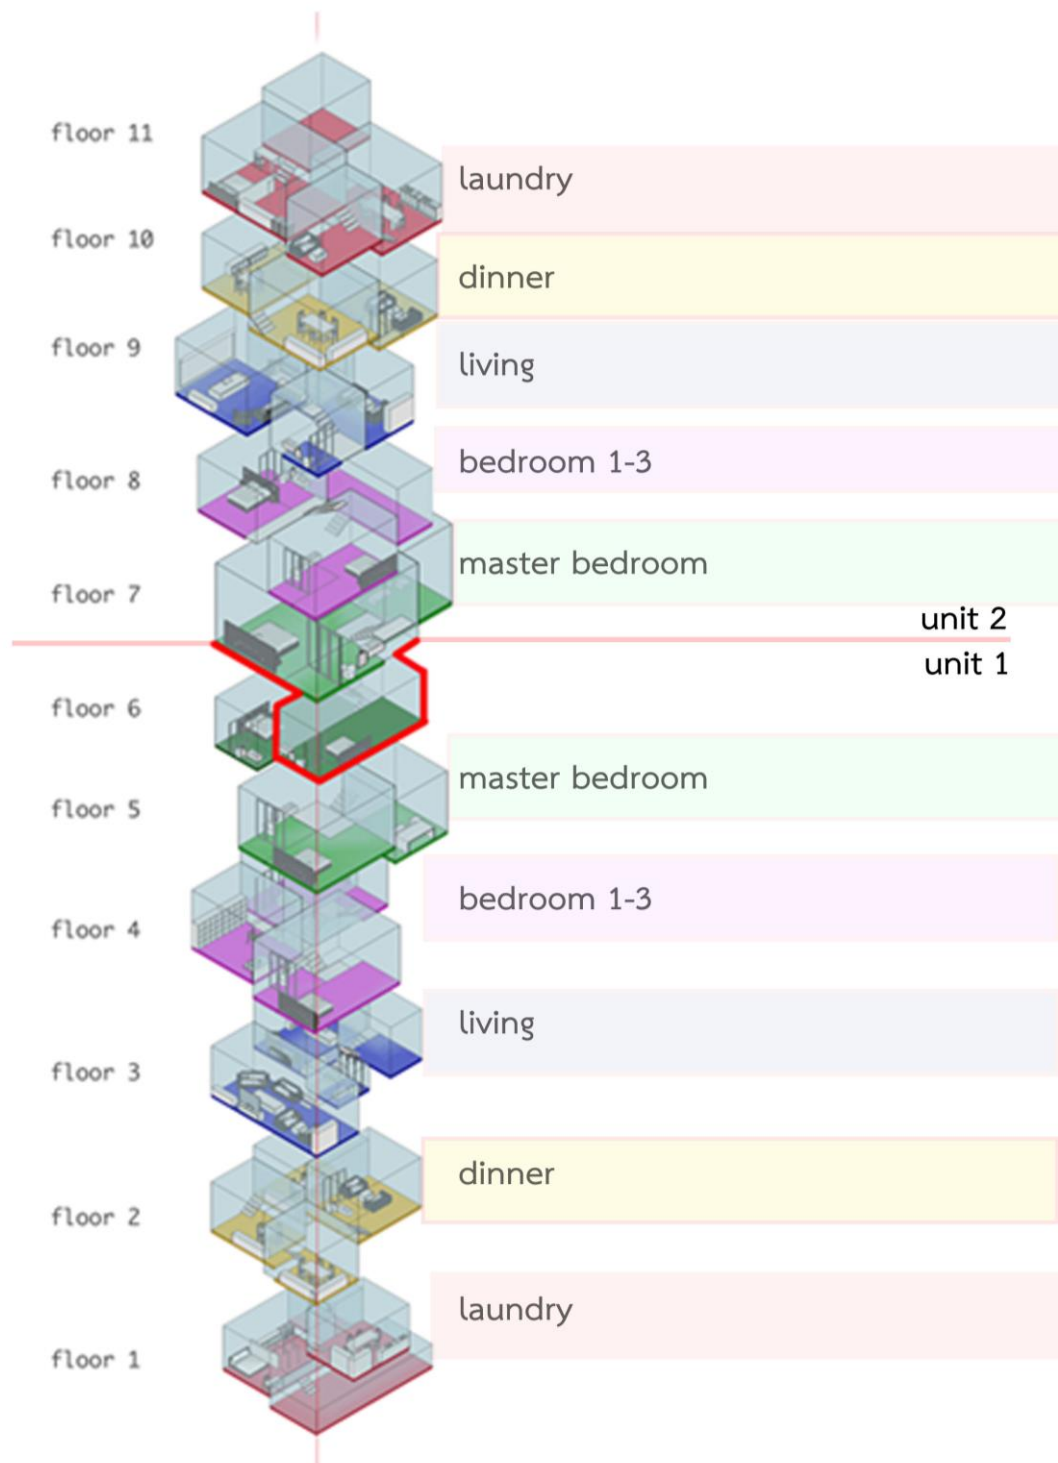 floor 11
laundry
floor 10
dinner
floor 9
living
bedroom 1-3
floor 8
master bedroom
floor 7
unit 2
unit 1
floor 6
master bedroom
floor 5
bedroom 1-3
floor 4
living
floor 3
dinner
floor 2
laundry
floor 1